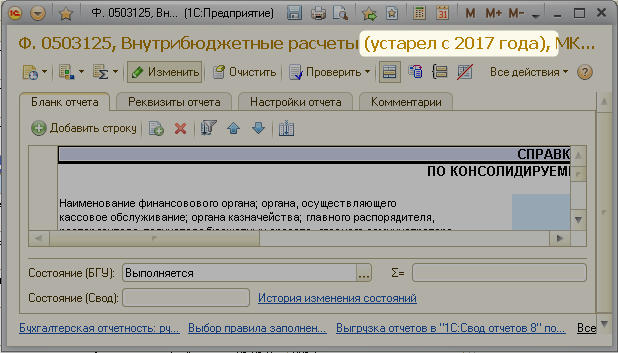 Ф. 0503125, Вн... (1С:Предприятие)
M M+ M-
Ф. 0503125, Внутрибюджетные расчеты (устарел с 2017 года), МК...
Изменить Очистить Проверить Все действия
Бланк отчета Реквизиты отчета Настройки отчета Комментарии
Добавить строку
СПРАВК
ПО КОНСОЛИДИРУЕМ
Наименование финансовового органа; органа, осуществляющего
кассовое обслуживание; органа казначейства; главного распорядителя,
Состояние (БГУ): Выполняется ... Σ=
Состояние (Свод): История изменения состояний
Бухгалтерская отчетность: ру... Выбор правила заполнен... Выгрузка отчетов в "1С:Свод отчетов 8" по... Все